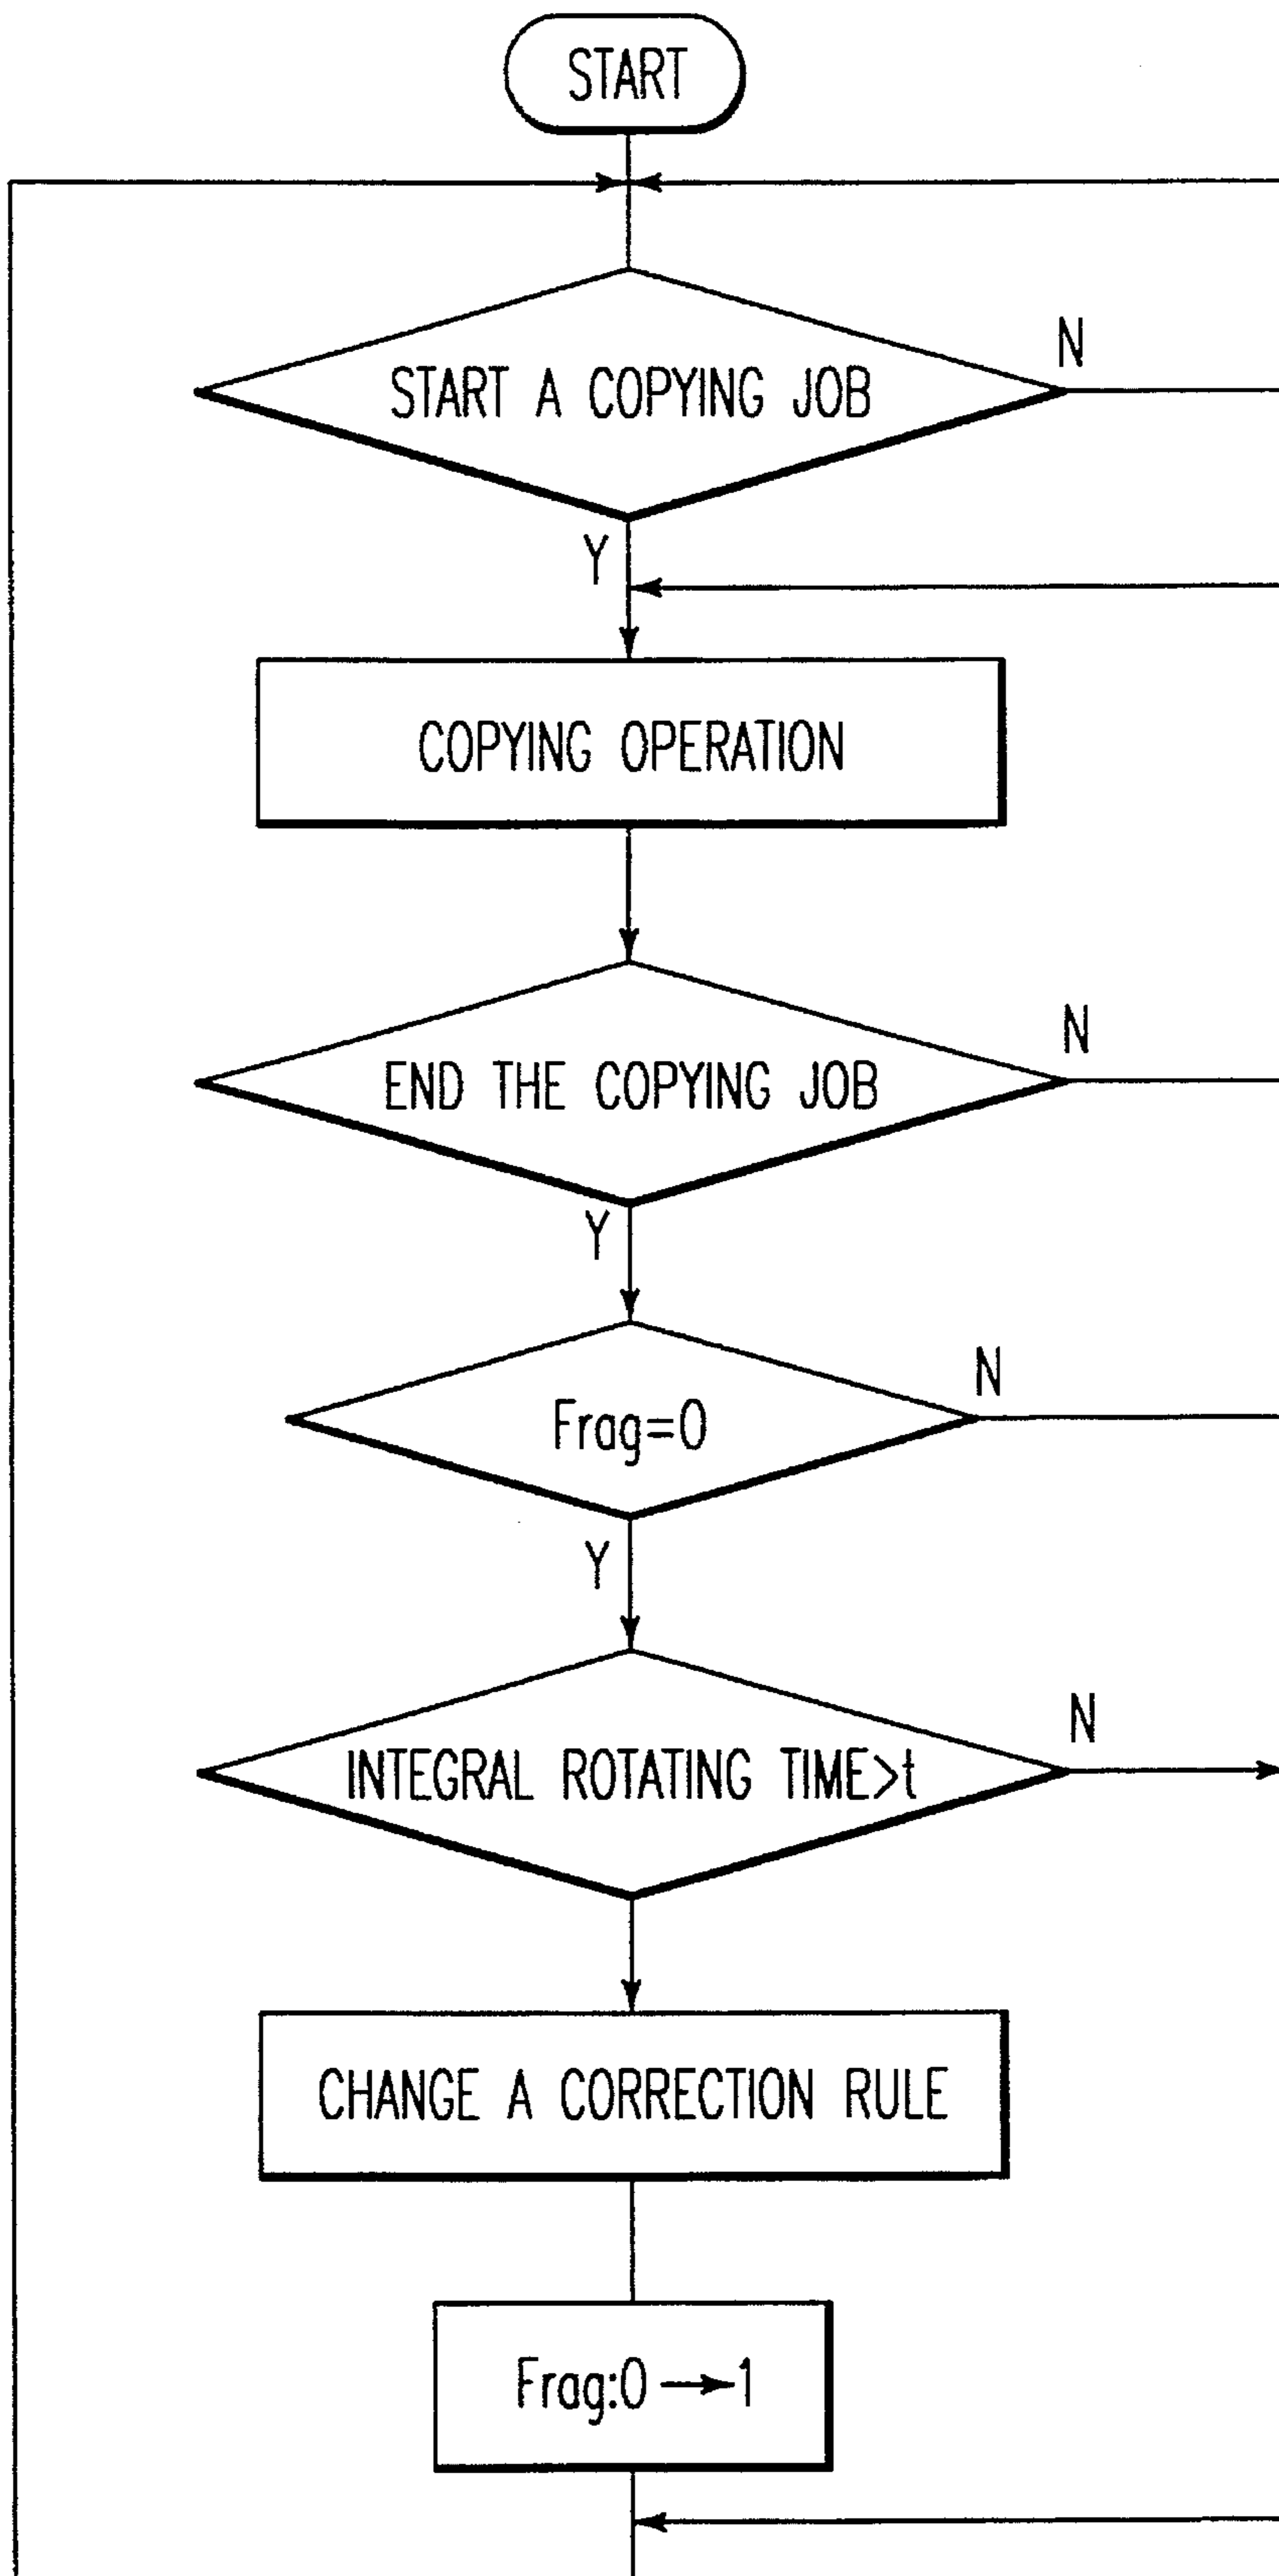 START
START A COPYING JOB
N
Y
COPYING OPERATION
END THE COPYING JOB
N
Y
Frag=0
N
Y
INTEGRAL ROTATING TIME>t
N
CHANGE A CORRECTION RULE
Frag:0→1